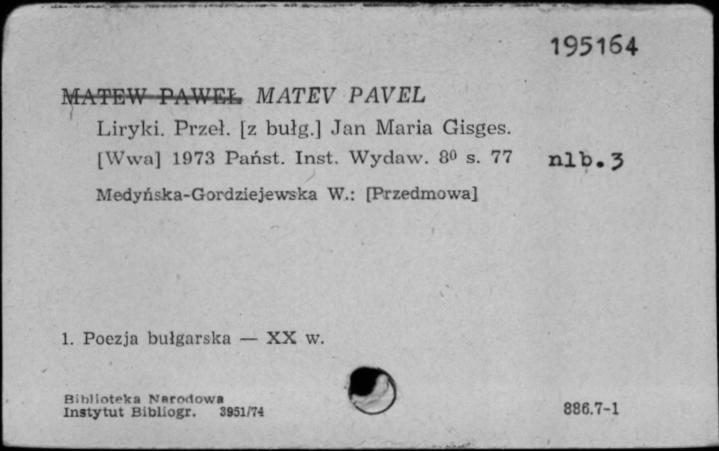 195164
MATEW PAWEŁ MATEV PAVEL
Liryki. Przeł. [z bułg.] Jan Maria Gisges.
[Wwa] 1973 Państ. Inst. Wydaw. 8⁰ s. 77 nlb.3
Medyńska-Gordziejewska W.: [Przedmowa]
1. Poezja bułgarska — XX w.
Biblioteka Narodowa
Instytut Bibliogr. 3951/74 886.7-1